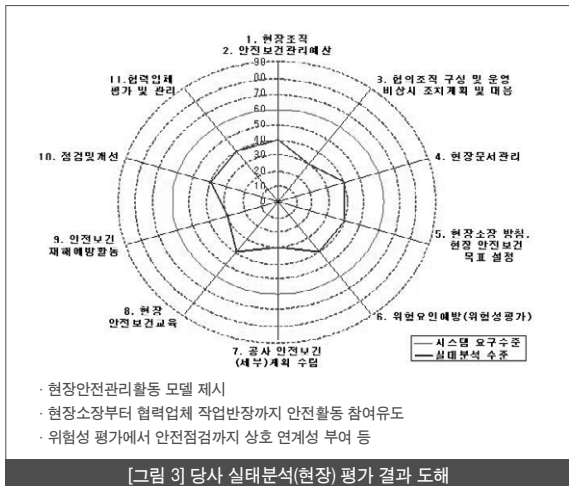 1. 현장조직
2. 안전보건관리예산
90
80
70
60
50
40
30
20
10
0
3. 협의조직 구성 및 운영
비상시 조치계획 및 대응
4. 현장문서관리
5. 현장소장 방침.
현장 안전보건
목표 설정
6. 위험요인예방(위험성평가)
7. 공사 안전보건
(세부)계획 수립
8. 현장
안전보건교육
9. 안전보건
재해예방활동
10. 점검및개선
11.협력업체
평가 및 관리
시스템 요구수준
실태분석 수준
· 현장안전관리활동 모델 제시
· 현장소장부터 협력업체 작업반장까지 안전활동 참여유도
· 위험성 평가에서 안전점검까지 상호 연계성 부여 등
[그림 3] 당사 실태분석(현장) 평가 결과 도해